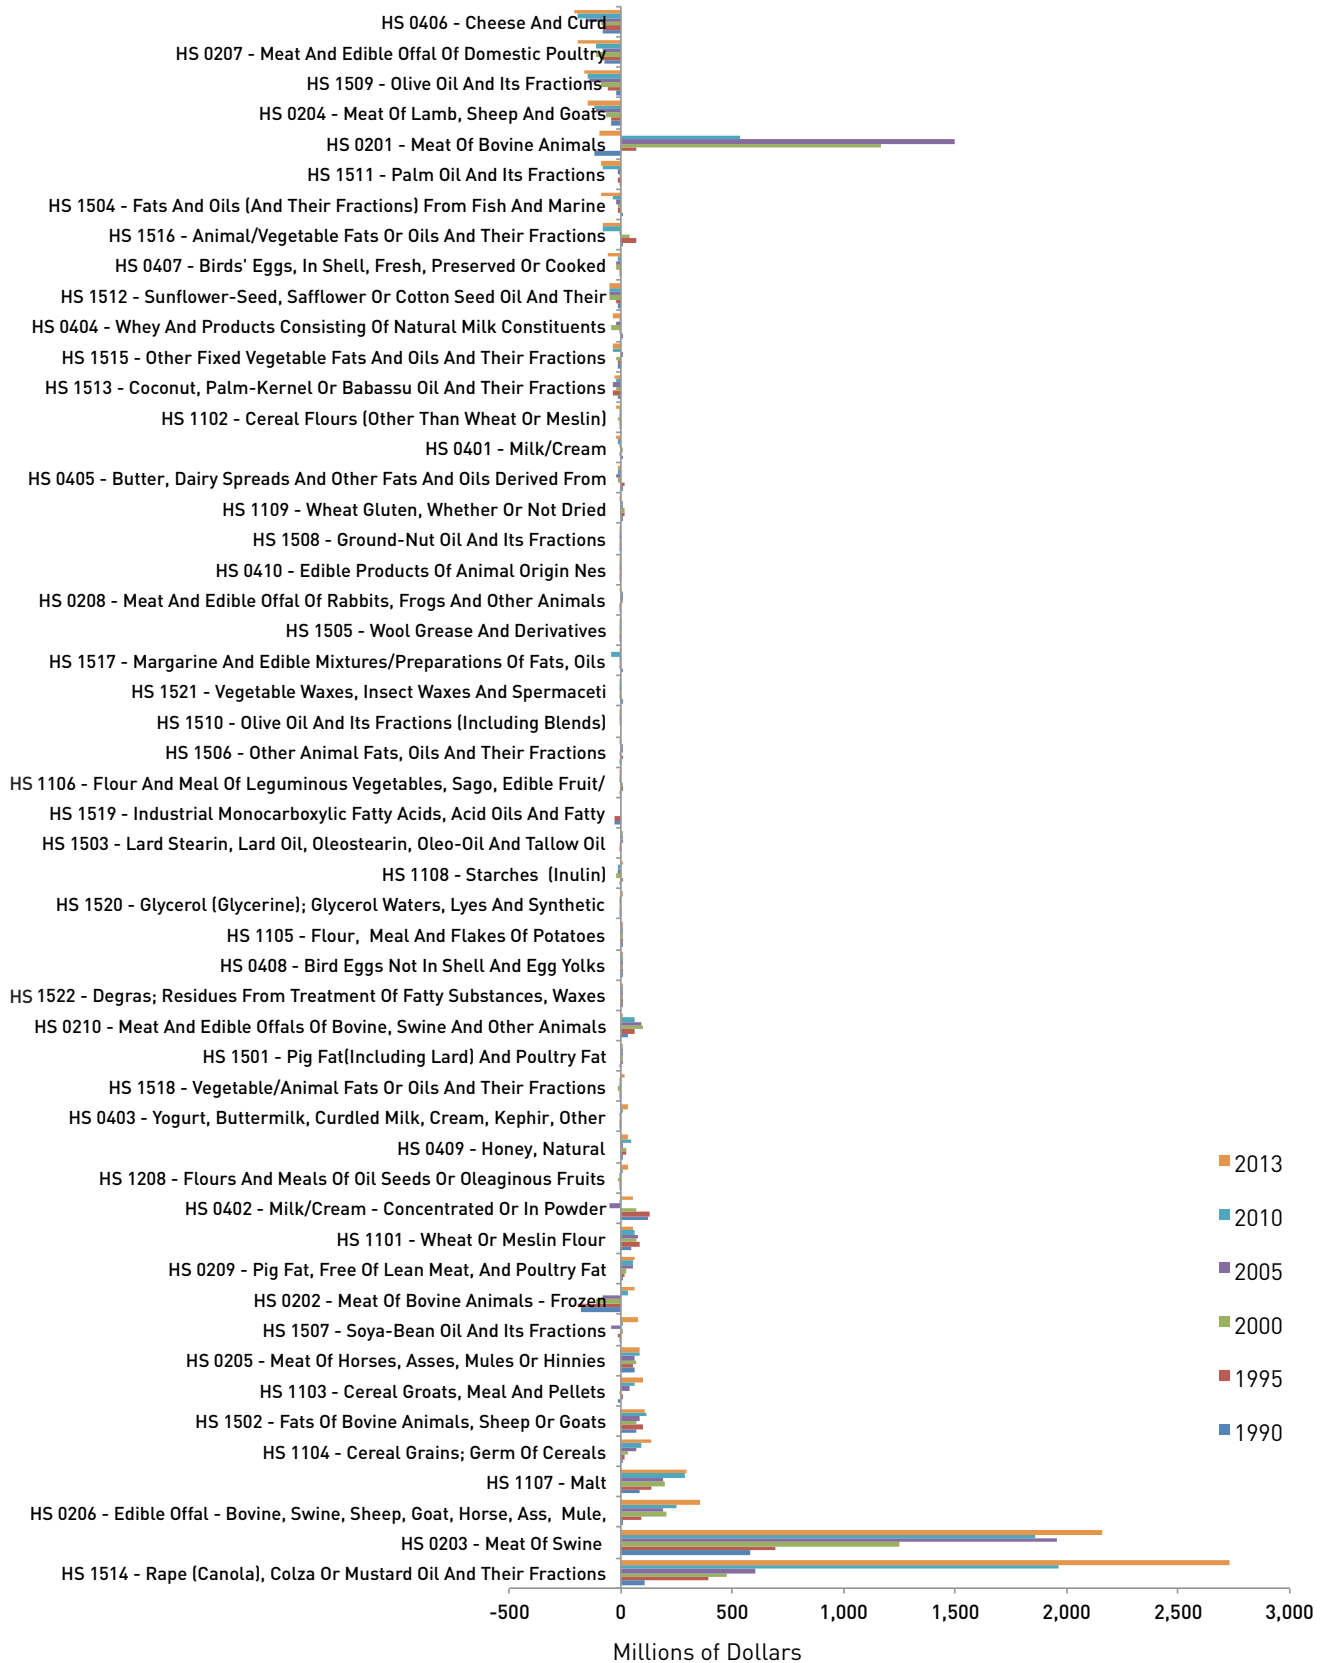 HS 0406 - Cheese And Curd
HS 0207 - Meat And Edible Offal Of Domestic Poultry
HS 1509 - Olive Oil And Its Fractions
HS 0204 - Meat Of Lamb, Sheep And Goats
HS 0201 - Meat Of Bovine Animals
HS 1511 - Palm Oil And Its Fractions
HS 1504 - Fats And Oils (And Their Fractions) From Fish And Marine
HS 1516 - Animal/Vegetable Fats Or Oils And Their Fractions
HS 0407 - Birds' Eggs, In Shell, Fresh, Preserved Or Cooked
HS 1512 - Sunflower-Seed, Safflower Or Cotton Seed Oil And Their
HS 0404 - Whey And Products Consisting Of Natural Milk Constituents
HS 1515 - Other Fixed Vegetable Fats And Oils And Their Fractions
HS 1513 - Coconut, Palm-Kernel Or Babassu Oil And Their Fractions
HS 1102 - Cereal Flours (Other Than Wheat Or Meslin)
HS 0401 - Milk/Cream
HS 0405 - Butter, Dairy Spreads And Other Fats And Oils Derived From
HS 1109 - Wheat Gluten, Whether Or Not Dried
HS 1508 - Ground-Nut Oil And Its Fractions
HS 0410 - Edible Products Of Animal Origin Nes
HS 0208 - Meat And Edible Offal Of Rabbits, Frogs And Other Animals
HS 1505 - Wool Grease And Derivatives
HS 1517 - Margarine And Edible Mixtures/Preparations Of Fats, Oils
HS 1521 - Vegetable Waxes, Insect Waxes And Spermaceti
HS 1510 - Olive Oil And Its Fractions (Including Blends)
HS 1506 - Other Animal Fats, Oils And Their Fractions
HS 1106 - Flour And Meal Of Leguminous Vegetables, Sago, Edible Fruit/
HS 1519 - Industrial Monocarboxylic Fatty Acids, Acid Oils And Fatty
HS 1503 - Lard Stearin, Lard Oil, Oleostearin, Oleo-Oil And Tallow Oil
HS 1108 - Starches (Inulin)
HS 1520 - Glycerol (Glycerine); Glycerol Waters, Lyes And Synthetic
HS 1105 - Flour, Meal And Flakes Of Potatoes
HS 0408 - Bird Eggs Not In Shell And Egg Yolks
HS 1522 - Degras; Residues From Treatment Of Fatty Substances, Waxes
HS 0210 - Meat And Edible Offals Of Bovine, Swine And Other Animals
HS 1501 - Pig Fat(Including Lard) And Poultry Fat
HS 1518 - Vegetable/Animal Fats Or Oils And Their Fractions
HS 0403 - Yogurt, Buttermilk, Curdled Milk, Cream, Kephir, Other
HS 0409 - Honey, Natural
HS 1208 - Flours And Meals Of Oil Seeds Or Oleaginous Fruits
HS 0402 - Milk/Cream - Concentrated Or In Powder
HS 1101 - Wheat Or Meslin Flour
HS 0209 - Pig Fat, Free Of Lean Meat, And Poultry Fat
HS 0202 - Meat Of Bovine Animals - Frozen
HS 1507 - Soya-Bean Oil And Its Fractions
HS 0205 - Meat Of Horses, Asses, Mules Or Hinnies
HS 1103 - Cereal Groats, Meal And Pellets
HS 1502 - Fats Of Bovine Animals, Sheep Or Goats
HS 1104 - Cereal Grains; Germ Of Cereals
HS 1107 - Malt
HS 0206 - Edible Offal - Bovine, Swine, Sheep, Goat, Horse, Ass, Mule,
HS 0203 - Meat Of Swine
HS 1514 - Rape (Canola), Colza Or Mustard Oil And Their Fractions
2013
2010
2005
2000
1995
1990
-500 0 500 1,000 1,500 2,000 2,500 3,000
Millions of Dollars